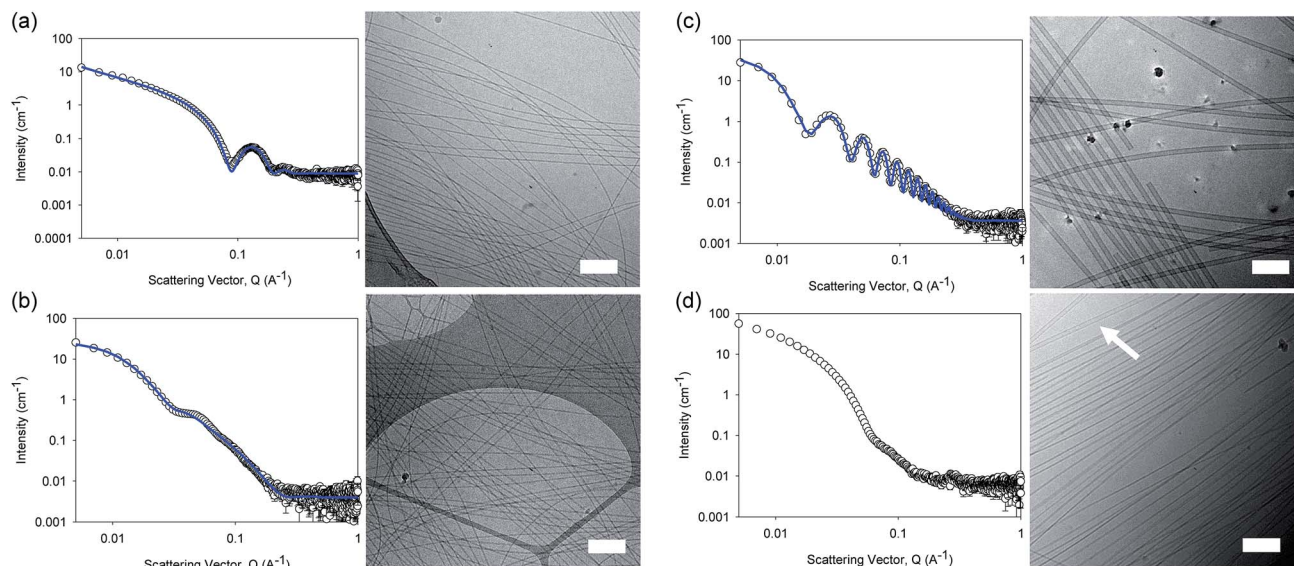 (a)
100
10
1
0.1
0.01
0.001
0.0001
Intensity (cm⁻¹)
0.01 0.1 1
Scattering Vector, Q (A⁻¹)
(b)
100
10
1
0.1
0.01
0.001
Intensity (cm⁻¹)
0.01 0.1 1
Scattering Vector, Q (A⁻¹)
(c)
100
10
1
0.1
0.01
0.001
Intensity (cm⁻¹)
0.01 0.1 1
Scattering Vector, Q (A⁻¹)
(d)
100
10
1
0.1
0.01
0.001
Intensity (cm⁻¹)
0.01 0.1 1
Scattering Vector, Q (A⁻¹)